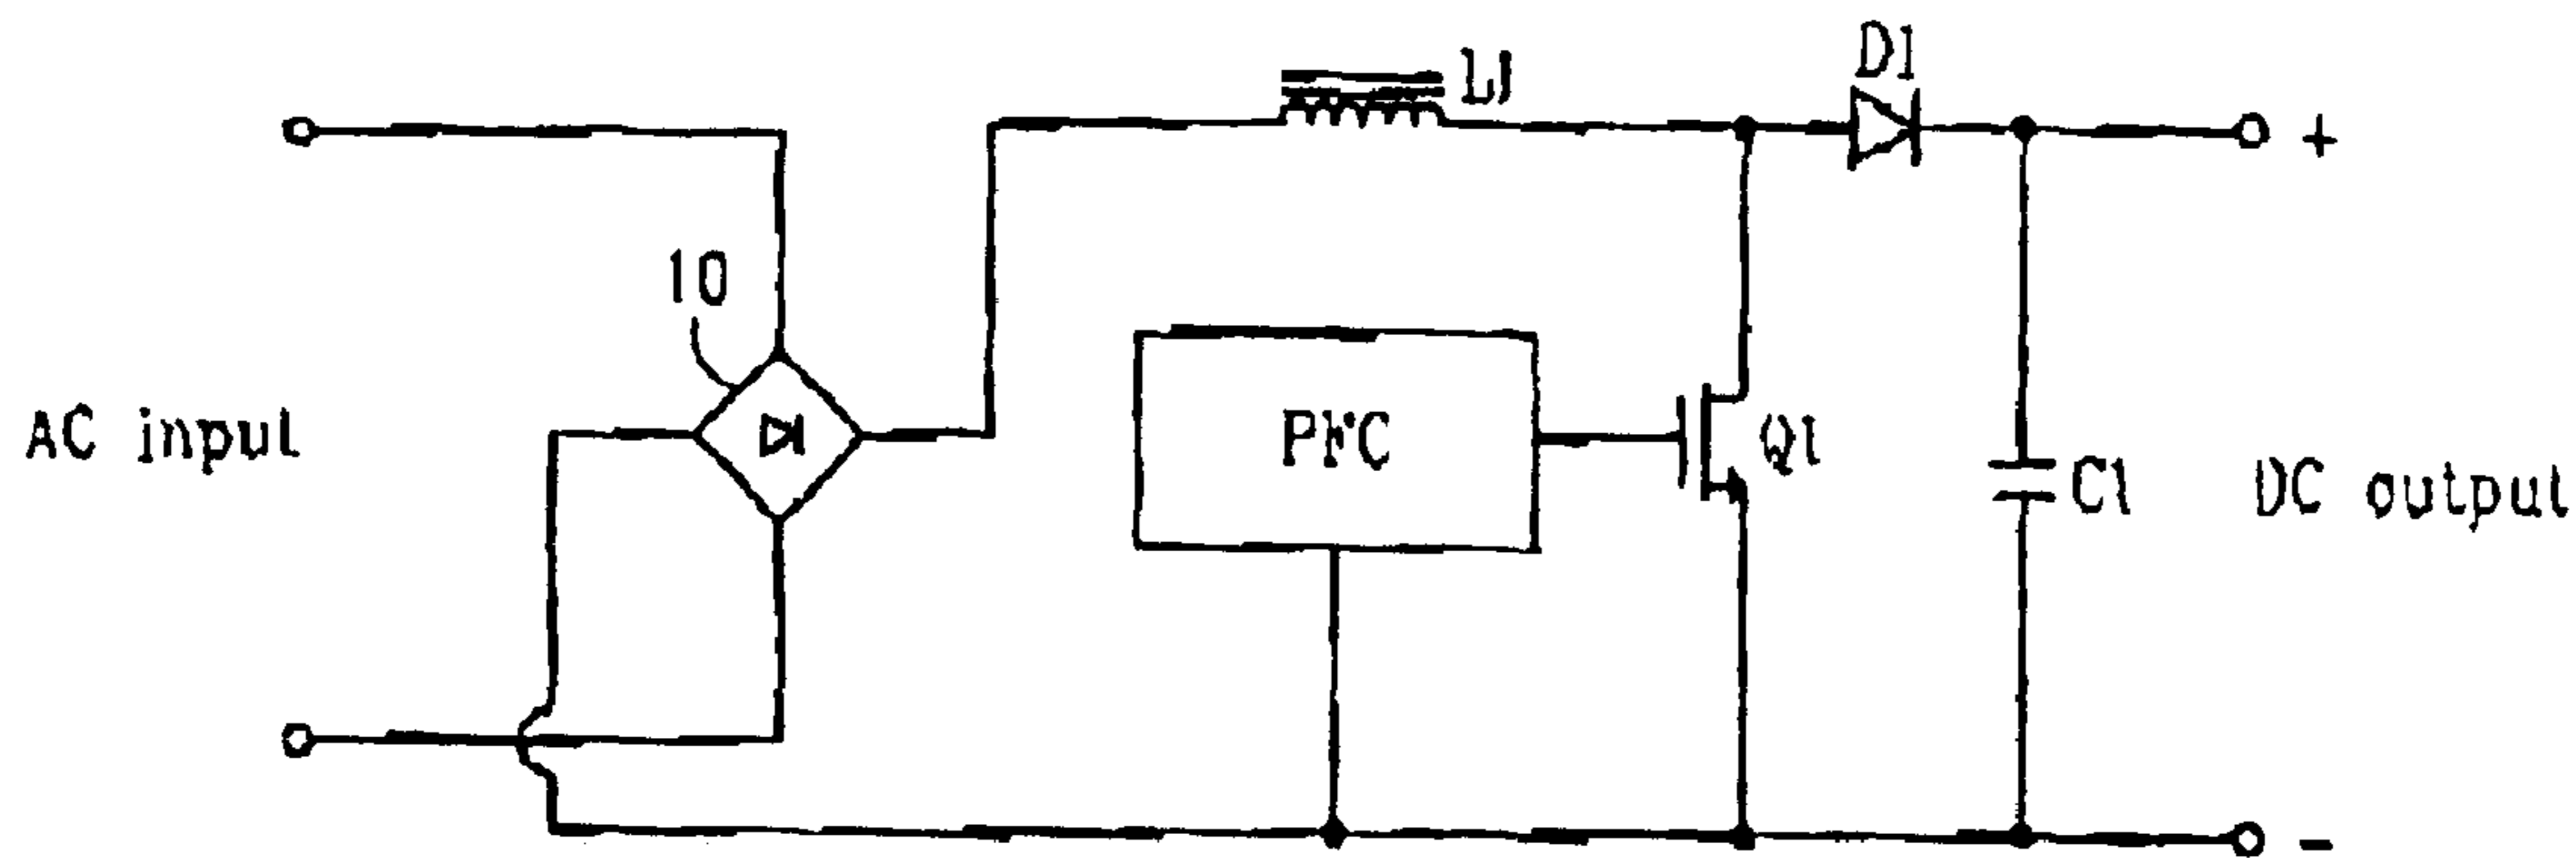 D1
L1
+
10
AC input
PFC
Q1
C1
DC output
-